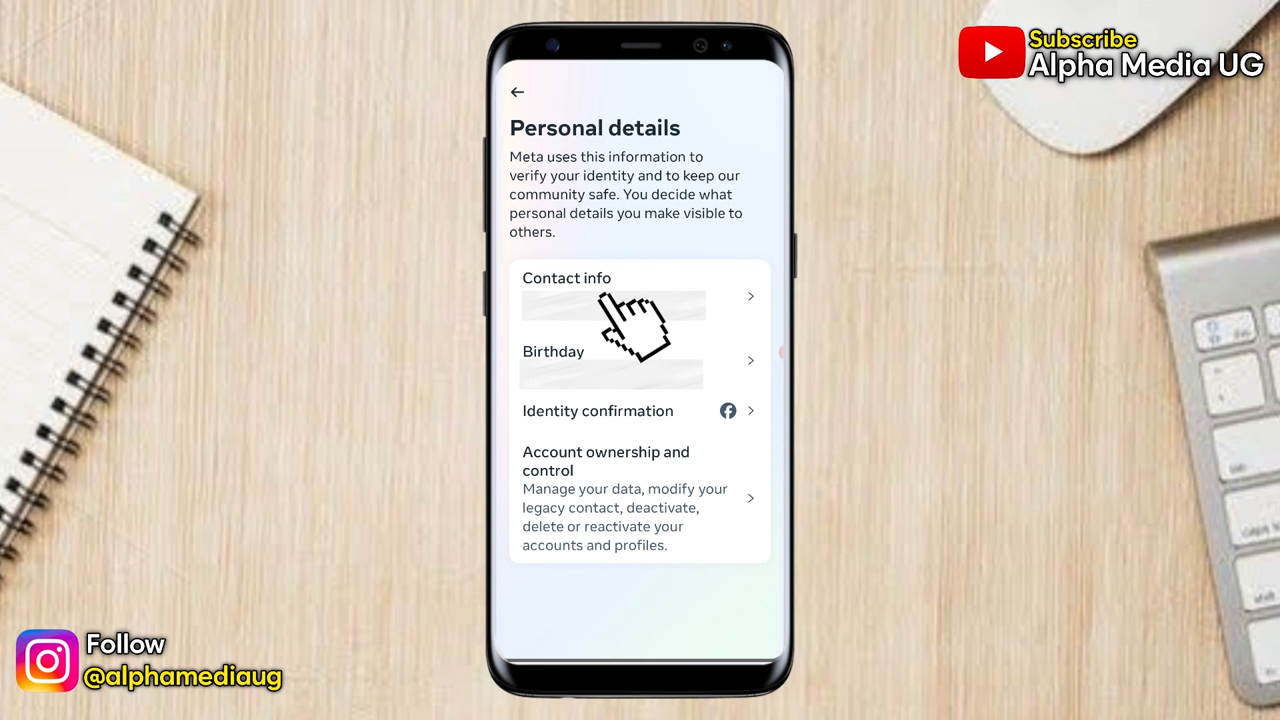 Subscribe
Alpha Media UG
Personal details
Meta uses this information to
verify your identity and to keep our
community safe. You decide what
personal details you make visible to
others.
Contact info
Birthday
Identity confirmation
Account ownership and
control
Manage your data, modify your
legacy contact, deactivate,
delete or reactivate your
accounts and profiles.
Follow
@alphamediaug